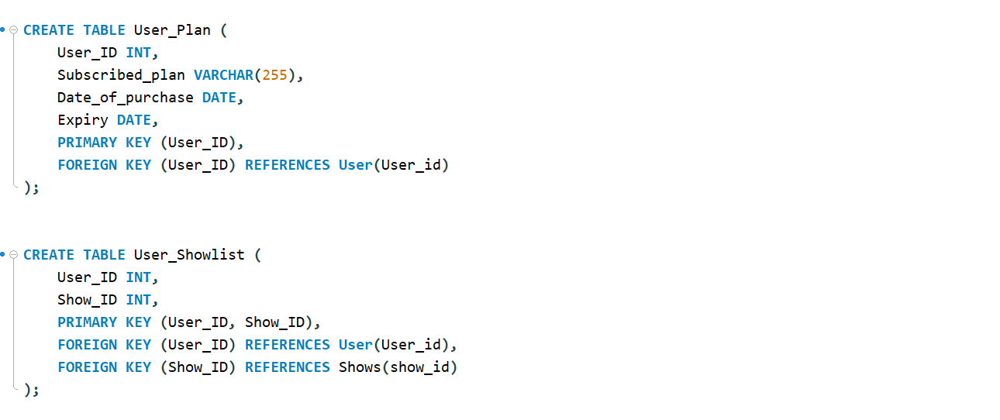 CREATE TABLE User_Plan (
User_ID INT,
Subscribed_plan VARCHAR(255),
Date_of_purchase DATE,
Expiry DATE,
PRIMARY KEY (User_ID),
FOREIGN KEY (User_ID) REFERENCES User(User_id)
);
CREATE TABLE User_Showlist (
User_ID INT,
Show_ID INT,
PRIMARY KEY (User_ID, Show_ID),
FOREIGN KEY (User_ID) REFERENCES User(User_id),
FOREIGN KEY (Show_ID) REFERENCES Shows(show_id)
);